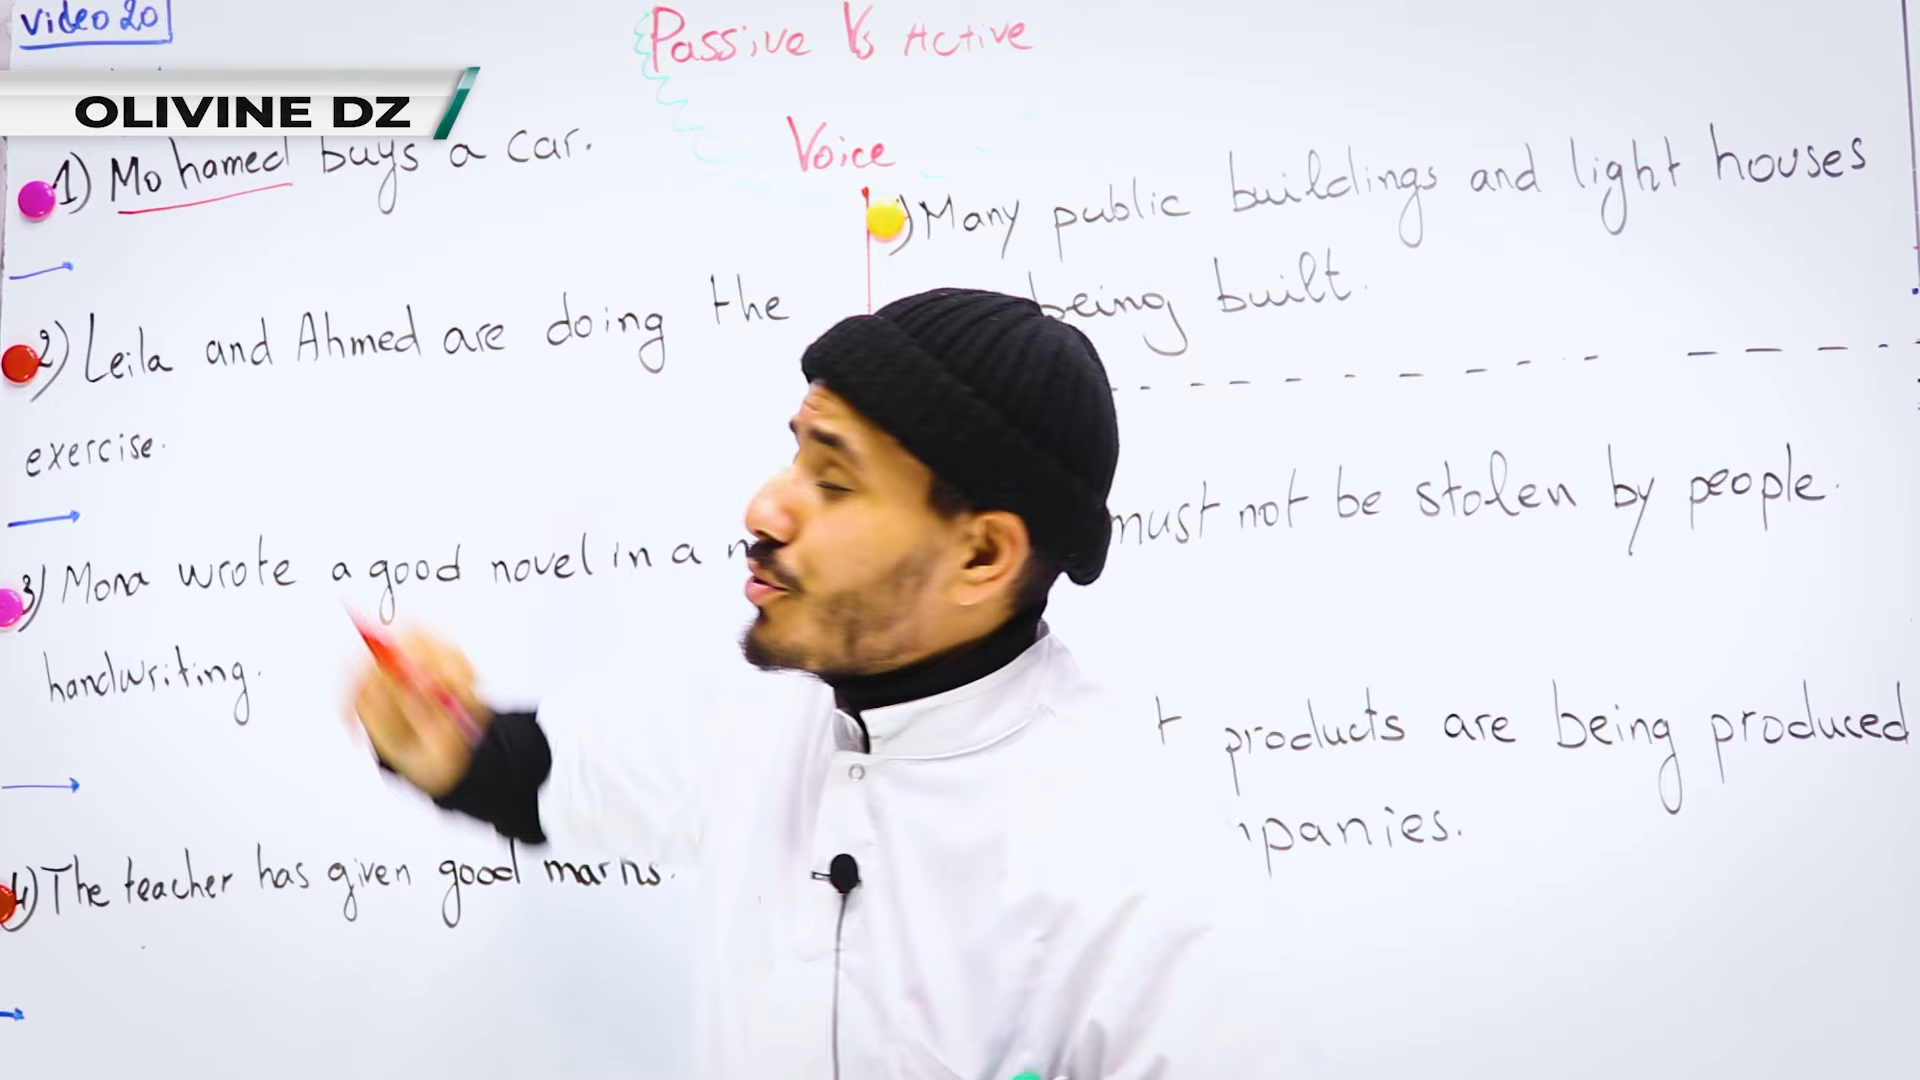 video 20
Passive Vs Active
Voice
OLIVINE DZ
1) Mohamed buys a car.
2) Leila and Ahmed are doing the
exercise.
3) Mona wrote a good novel in a
handwriting.
4) The teacher has given good marks.
) Many public buildings and light houses
being built.
must not be stolen by people.
products are being produced
panies.